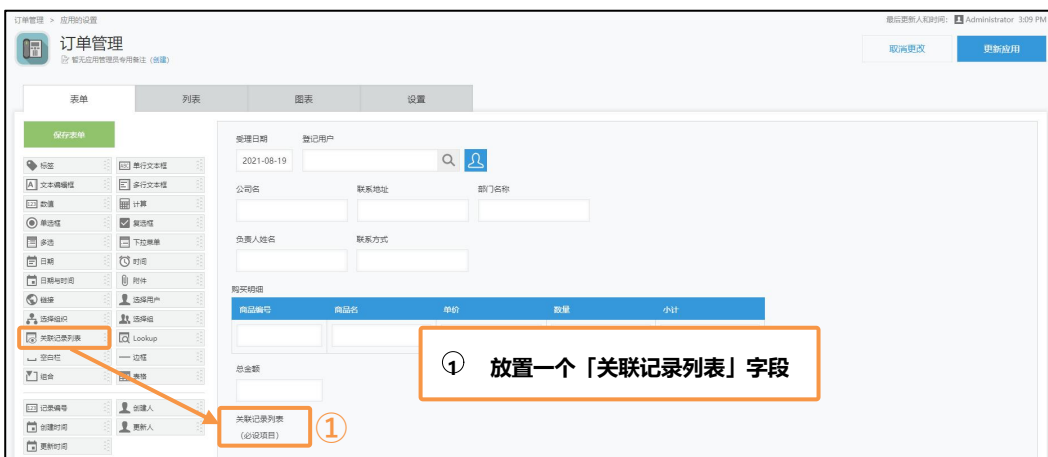 订单管理 > 应用的设置
最后更新人和时间: Administrator 3:09 PM
订单管理
暂无应用管理员专用备注 (创建)
取消更改
更新应用
表单 列表 图表 设置
保存表单
标签 单行文本框
文本编辑框 多行文本框
数值 计算
单选框 复选框
多选 下拉菜单
日期 时间
日期与时间 附件
链接 选择用户
选择组织 选择组
关联记录列表 Lookup
空白栏 边框
组合 表格
记录编号 创建人
创建时间 更新人
更新时间
受理日期 登记用户
2021-08-19
公司名 联系地址 部门名称
负责人姓名 联系方式
购买明细
商品编号 商品名 单价 数量 小计
总金额
① 放置一个「关联记录列表」字段
关联记录列表
(必设项目)
①